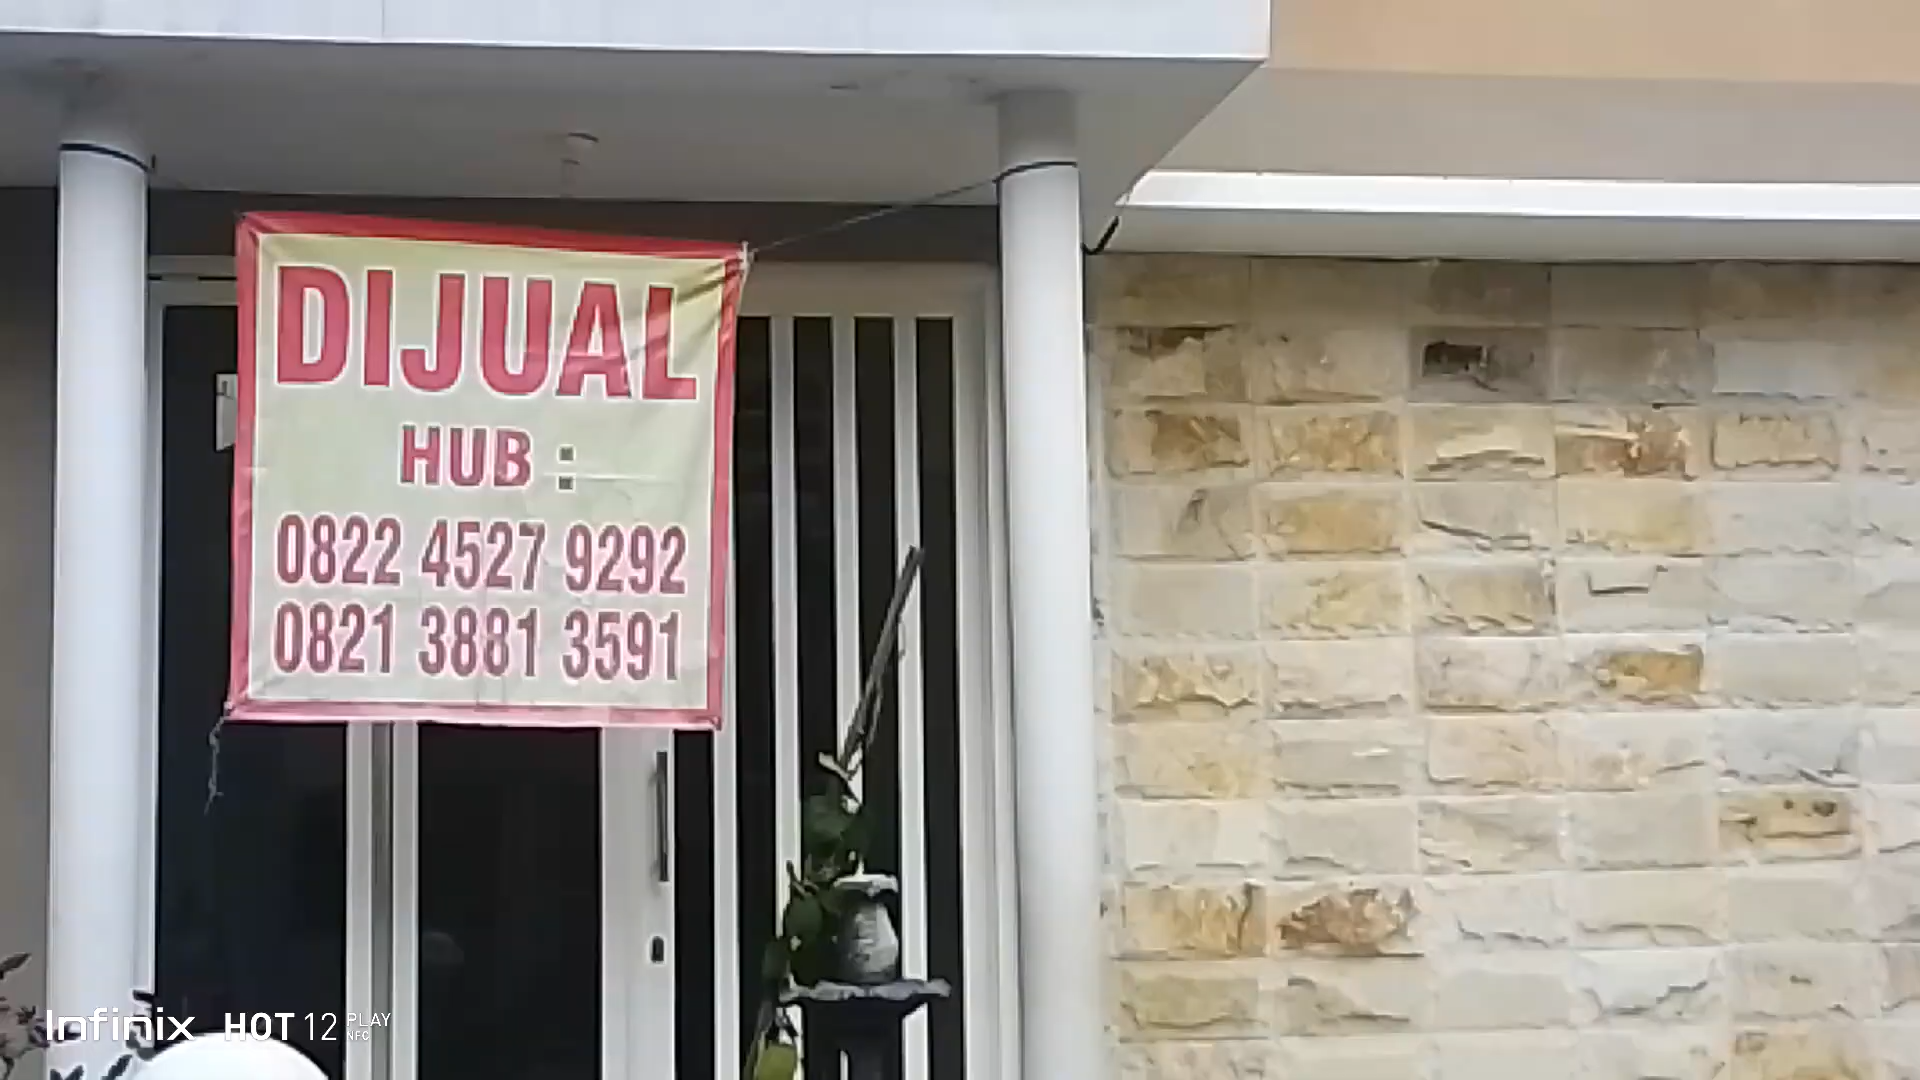 DIJUAL
HUB :
0822 4527 9292
0821 3881 3591
Infinix HOT 12 PLAY
NFC